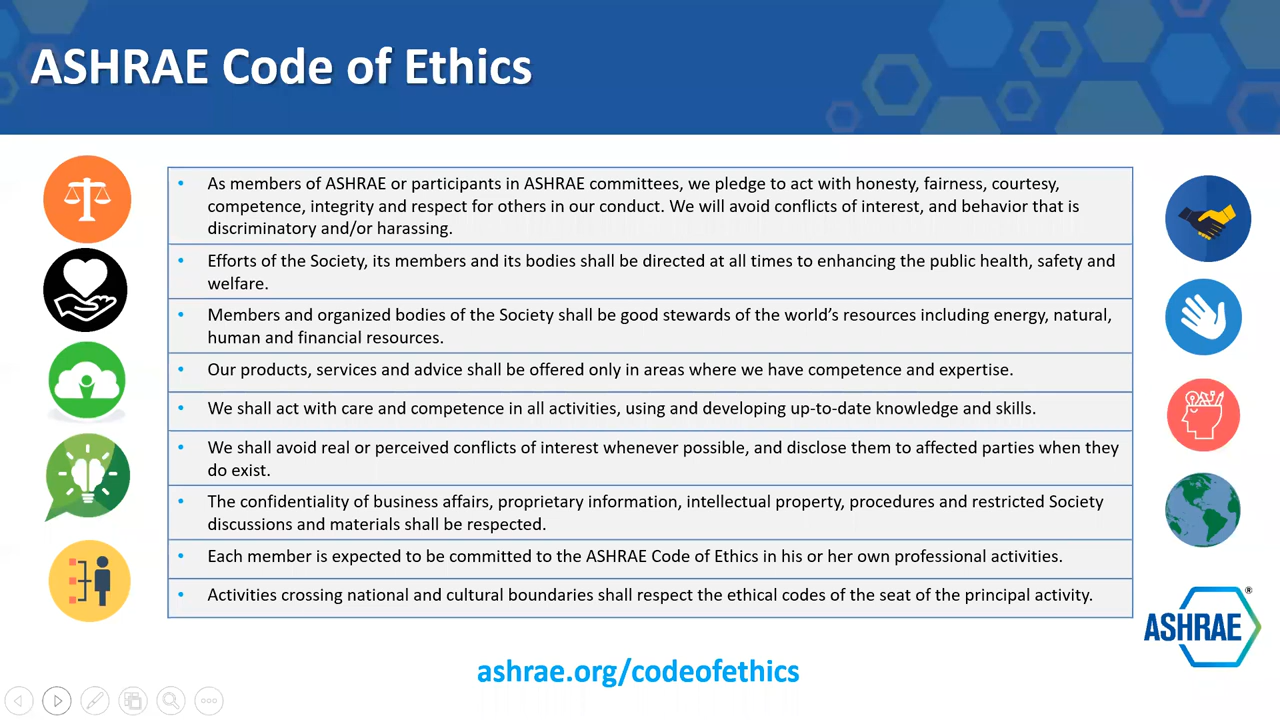 ASHRAE Code of Ethics
• As members of ASHRAE or participants in ASHRAE committees, we pledge to act with honesty, fairness, courtesy,
competence, integrity and respect for others in our conduct. We will avoid conflicts of interest, and behavior that is
discriminatory and/or harassing.
• Efforts of the Society, its members and its bodies shall be directed at all times to enhancing the public health, safety and
welfare.
• Members and organized bodies of the Society shall be good stewards of the world’s resources including energy, natural,
human and financial resources.
• Our products, services and advice shall be offered only in areas where we have competence and expertise.
• We shall act with care and competence in all activities, using and developing up-to-date knowledge and skills.
• We shall avoid real or perceived conflicts of interest whenever possible, and disclose them to affected parties when they
do exist.
• The confidentiality of business affairs, proprietary information, intellectual property, procedures and restricted Society
discussions and materials shall be respected.
• Each member is expected to be committed to the ASHRAE Code of Ethics in his or her own professional activities.
• Activities crossing national and cultural boundaries shall respect the ethical codes of the seat of the principal activity.
ASHRAE®
ashrae.org/codeofethics